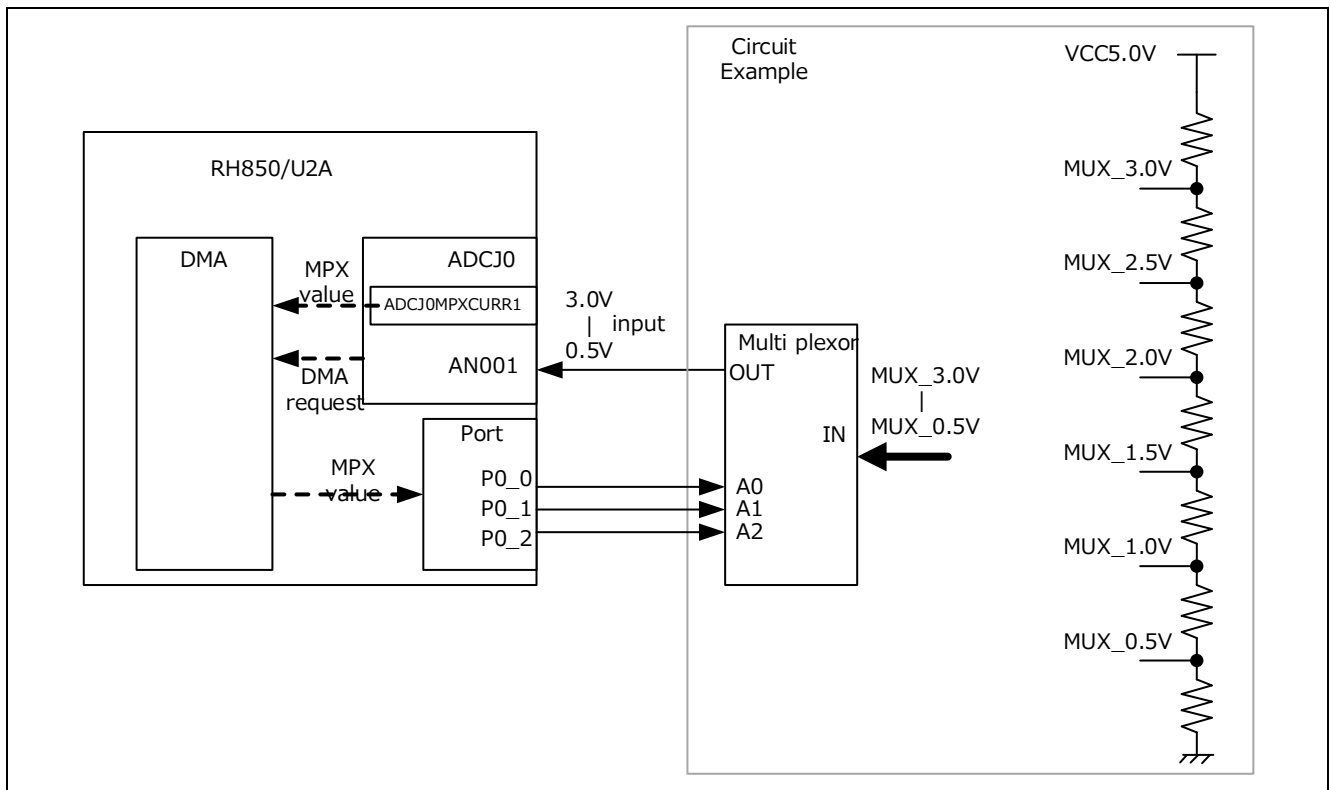 Circuit
Example
VCC5.0V
RH850/U2A
MUX_3.0V
DMA
ADCJ0
MPX
value
ADCJ0MPXCURR1
3.0V
| input
0.5V
MUX_2.5V
AN001
DMA
request
Multi plexor
OUT
MUX_3.0V
|
MUX_0.5V
IN
MUX_2.0V
Port
MPX
value
P0_0
P0_1
P0_2
A0
A1
A2
MUX_1.5V
MUX_1.0V
MUX_0.5V